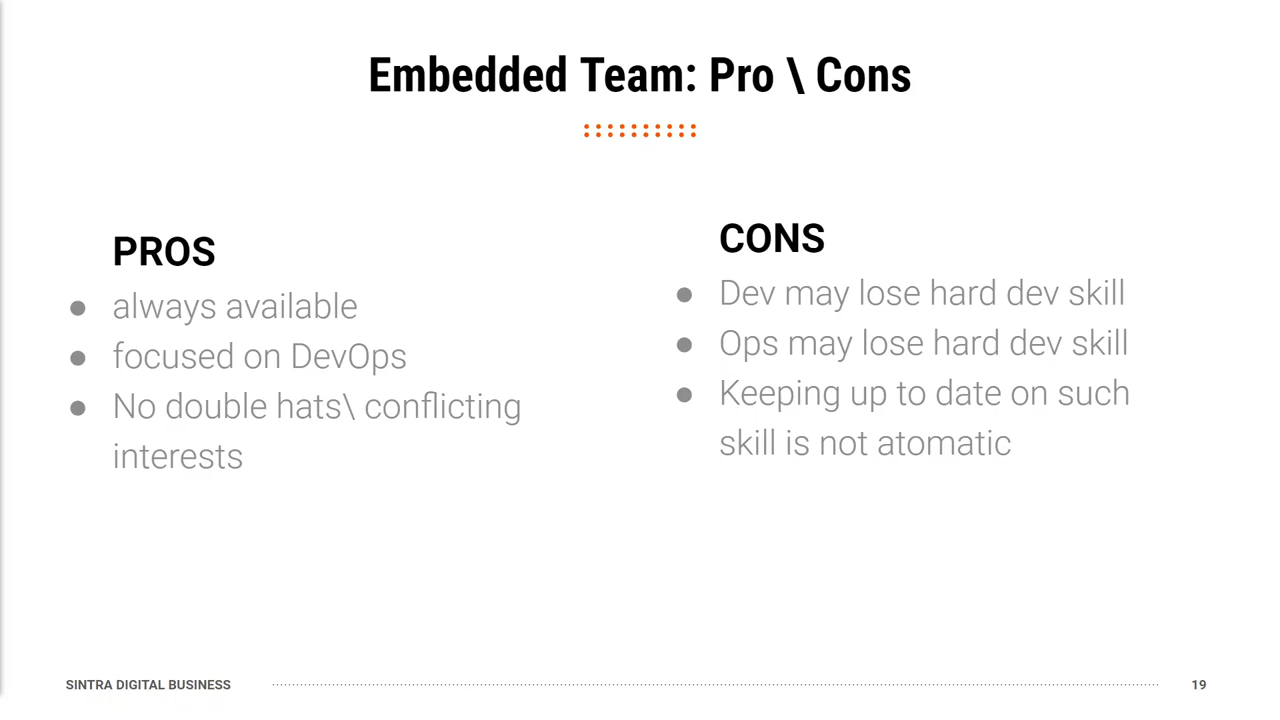 Embedded Team: Pro \ Cons
PROS
● always available
● focused on DevOps
● No double hats\ conflicting
interests
CONS
● Dev may lose hard dev skill
● Ops may lose hard dev skill
● Keeping up to date on such
skill is not atomatic
SINTRA DIGITAL BUSINESS
19